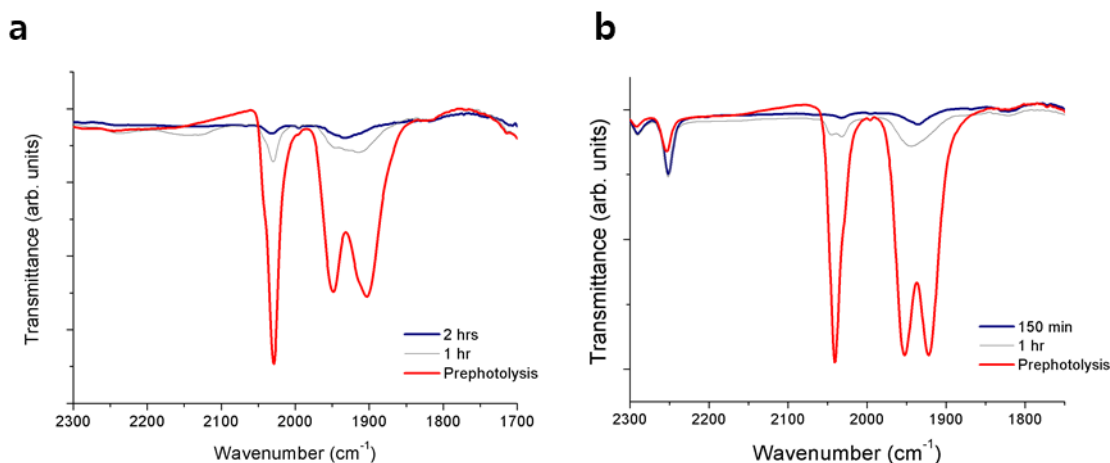 a
b
Transmittance (arb. units)
2 hrs
1 hr
Prephotolysis
2300 2200 2100 2000 1900 1800 1700
Wavenumber (cm⁻¹)
Transmittance (arb. units)
150 min
1 hr
Prephotolysis
2300 2200 2100 2000 1900 1800
Wavenumber (cm⁻¹)